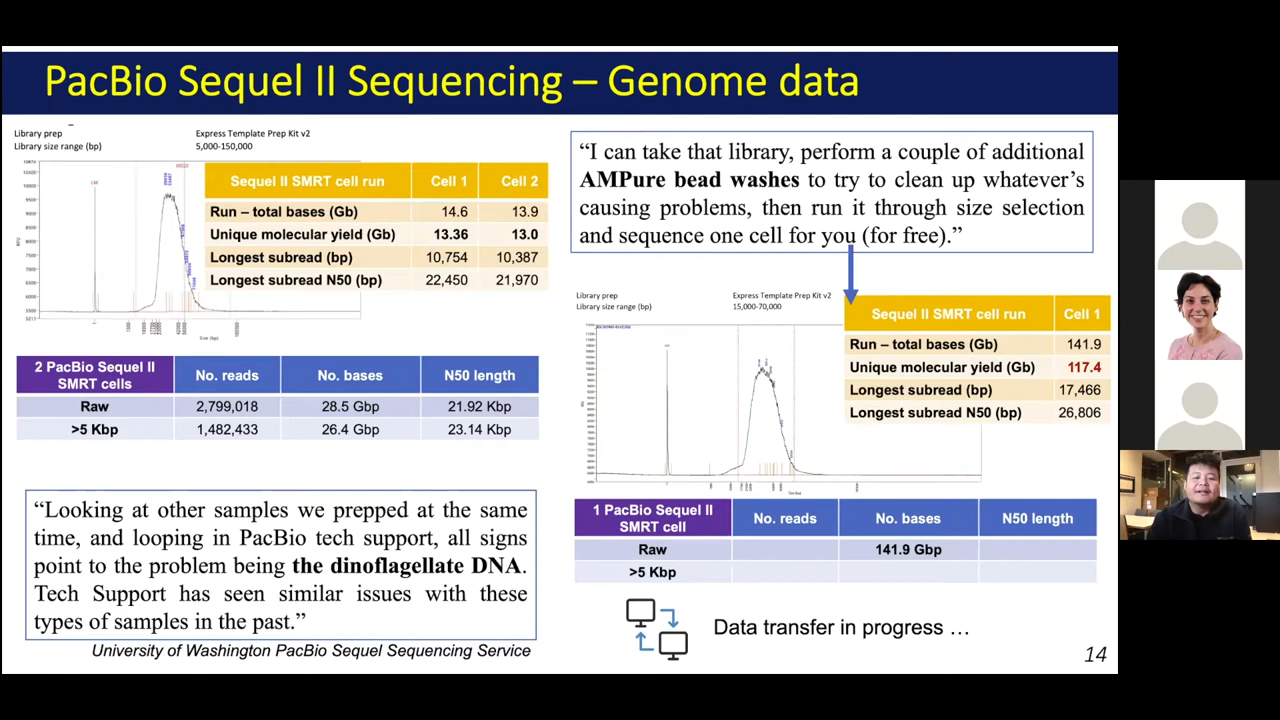 PacBio Sequel II Sequencing – Genome data
Library prep Express Template Prep Kit v2
Library size range (bp) 5,000-150,000
Sequel II SMRT cell run Cell 1 Cell 2
Run – total bases (Gb) 14.6 13.9
Unique molecular yield (Gb) 13.36 13.0
Longest subread (bp) 10,754 10,387
Longest subread N50 (bp) 22,450 21,970
2 PacBio Sequel II SMRT cells No. reads No. bases N50 length
Raw 2,799,018 28.5 Gbp 21.92 Kbp
>5 Kbp 1,482,433 26.4 Gbp 23.14 Kbp
“Looking at other samples we prepped at the same
time, and looping in PacBio tech support, all signs
point to the problem being the dinoflagellate DNA.
Tech Support has seen similar issues with these
types of samples in the past.”
University of Washington PacBio Sequel Sequencing Service
“I can take that library, perform a couple of additional
AMPure bead washes to try to clean up whatever’s
causing problems, then run it through size selection
and sequence one cell for you (for free).”
Library prep Express Template Prep Kit v2
Library size range (bp) 15,000-70,000
Sequel II SMRT cell run Cell 1
Run – total bases (Gb) 141.9
Unique molecular yield (Gb) 117.4
Longest subread (bp) 17,466
Longest subread N50 (bp) 26,806
1 PacBio Sequel II SMRT cell No. reads No. bases N50 length
Raw 141.9 Gbp
>5 Kbp
Data transfer in progress …
14